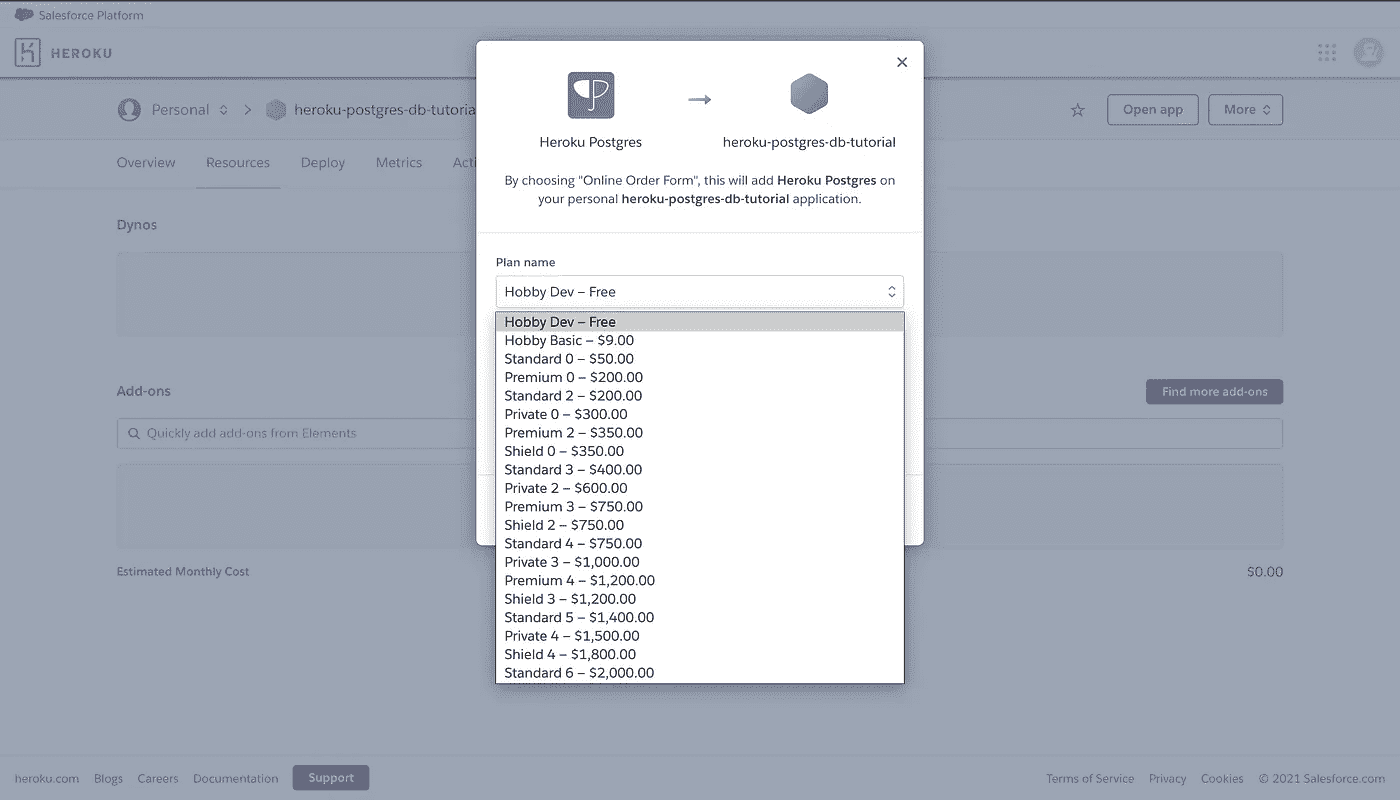 Salesforce Platform
HEROKU
Personal
heroku-postgres-db-tutoria
Open app
More
Overview
Resources
Deploy
Metrics
Acti
Dynos
Add-ons
Find more add-ons
Quickly add add-ons from Elements
Estimated Monthly Cost
$0.00
Heroku Postgres
heroku-postgres-db-tutorial
By choosing "Online Order Form", this will add Heroku Postgres on
your personal heroku-postgres-db-tutorial application.
Plan name
Hobby Dev – Free
Hobby Dev – Free
Hobby Basic – $9.00
Standard 0 – $50.00
Premium 0 – $200.00
Standard 2 – $200.00
Private 0 – $300.00
Premium 2 – $350.00
Shield 0 – $350.00
Standard 3 – $400.00
Private 2 – $600.00
Premium 3 – $750.00
Shield 2 – $750.00
Standard 4 – $750.00
Private 3 – $1,000.00
Premium 4 – $1,200.00
Shield 3 – $1,200.00
Standard 5 – $1,400.00
Private 4 – $1,500.00
Shield 4 – $1,800.00
Standard 6 – $2,000.00
heroku.com
Blogs
Careers
Documentation
Support
Terms of Service
Privacy
Cookies
© 2021 Salesforce.com